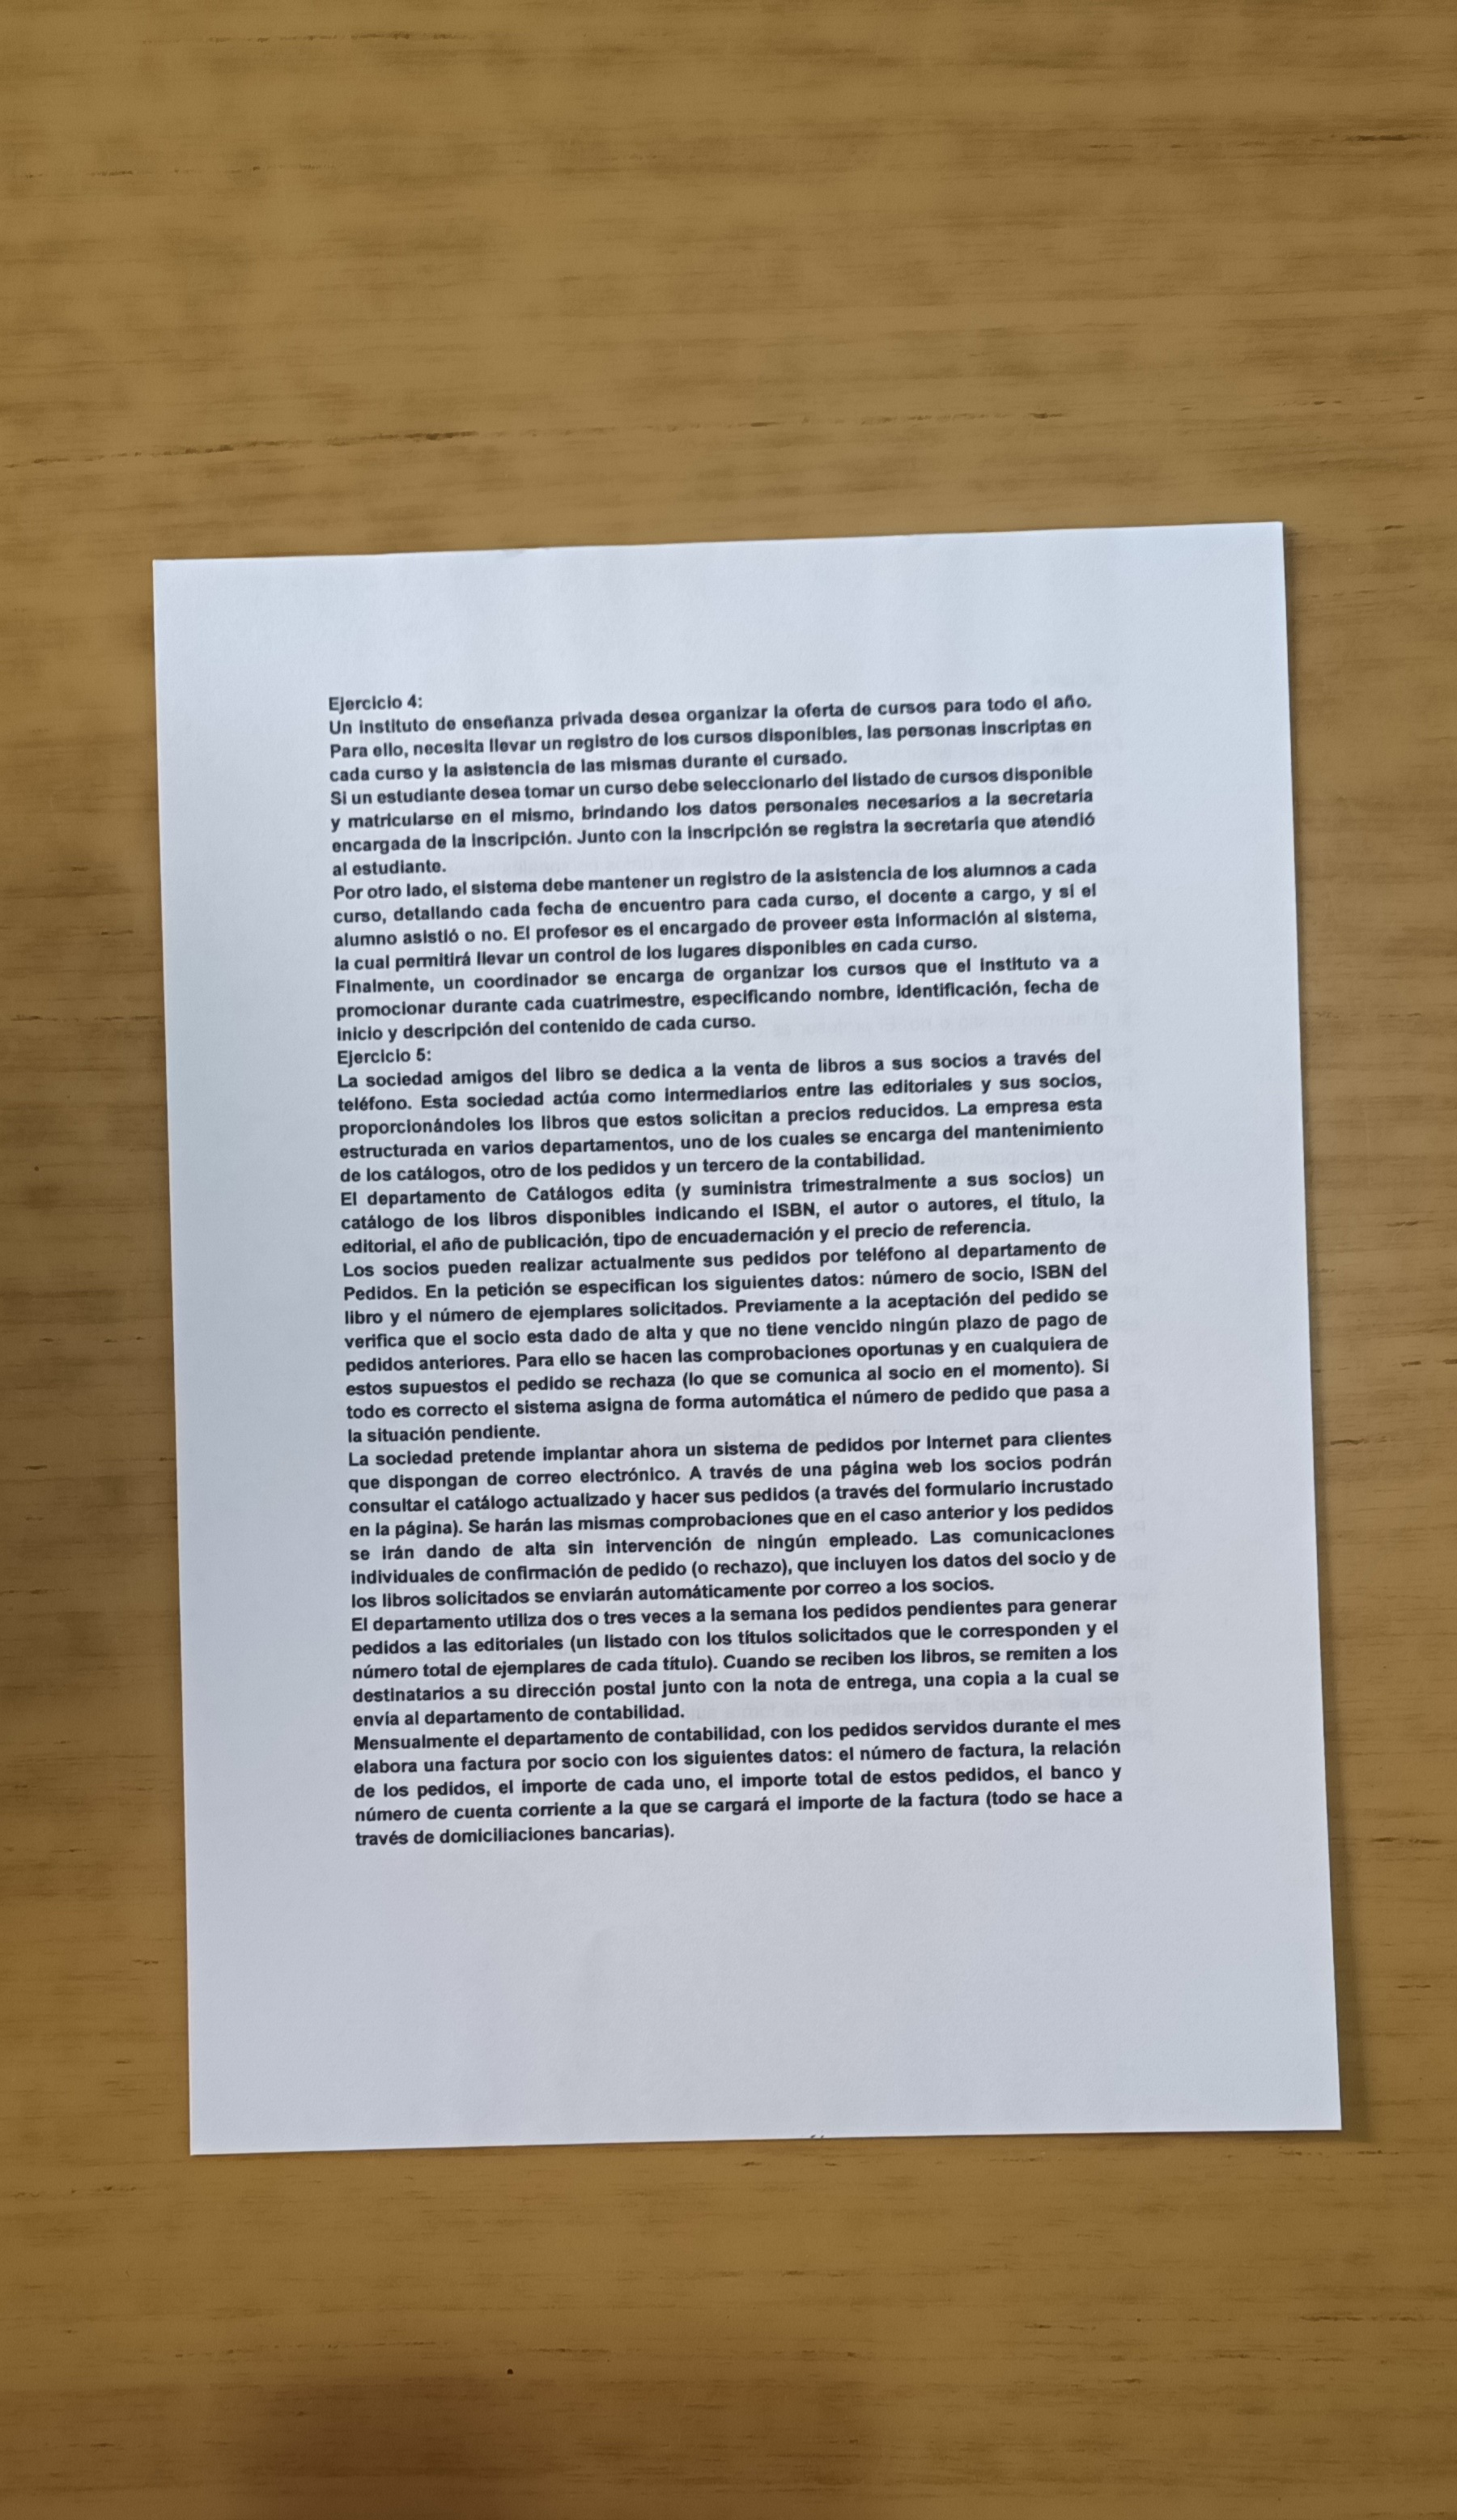 Ejercicio 4:
Un instituto de enseñanza privada desea organizar la oferta de cursos para todo el año.
Para ello, necesita llevar un registro de los cursos disponibles, las personas inscriptas en
cada curso y la asistencia de las mismas durante el cursado.
Si un estudiante desea tomar un curso debe seleccionarlo del listado de cursos disponible
y matricularse en el mismo, brindando los datos personales necesarios a la secretaria
encargada de la inscripción. Junto con la inscripción se registra la secretaria que atendió
al estudiante.
Por otro lado, el sistema debe mantener un registro de la asistencia de los alumnos a cada
curso, detallando cada fecha de encuentro para cada curso, el docente a cargo, y si el
alumno asistió o no. El profesor es el encargado de proveer esta información al sistema,
la cual permitirá llevar un control de los lugares disponibles en cada curso.
Finalmente, un coordinador se encarga de organizar los cursos que el instituto va a
promocionar durante cada cuatrimestre, especificando nombre, identificación, fecha de
inicio y descripción del contenido de cada curso.
Ejercicio 5:
La sociedad amigos del libro se dedica a la venta de libros a sus socios a través del
teléfono. Esta sociedad actúa como intermediarios entre las editoriales y sus socios,
proporcionándoles los libros que estos solicitan a precios reducidos. La empresa esta
estructurada en varios departamentos, uno de los cuales se encarga del mantenimiento
de los catálogos, otro de los pedidos y un tercero de la contabilidad.
El departamento de Catálogos edita (y suministra trimestralmente a sus socios) un
catálogo de los libros disponibles indicando el ISBN, el autor o autores, el título, la
editorial, el año de publicación, tipo de encuadernación y el precio de referencia.
Los socios pueden realizar actualmente sus pedidos por teléfono al departamento de
Pedidos. En la petición se especifican los siguientes datos: número de socio, ISBN del
libro y el número de ejemplares solicitados. Previamente a la aceptación del pedido se
verifica que el socio esta dado de alta y que no tiene vencido ningún plazo de pago de
pedidos anteriores. Para ello se hacen las comprobaciones oportunas y en cualquiera de
estos supuestos el pedido se rechaza (lo que se comunica al socio en el momento). Si
todo es correcto el sistema asigna de forma automática el número de pedido que pasa a
la situación pendiente.
La sociedad pretende implantar ahora un sistema de pedidos por Internet para clientes
que dispongan de correo electrónico. A través de una página web los socios podrán
consultar el catálogo actualizado y hacer sus pedidos (a través del formulario incrustado
en la página). Se harán las mismas comprobaciones que en el caso anterior y los pedidos
se irán dando de alta sin intervención de ningún empleado. Las comunicaciones
individuales de confirmación de pedido (o rechazo), que incluyen los datos del socio y de
los libros solicitados se enviarán automáticamente por correo a los socios.
El departamento utiliza dos o tres veces a la semana los pedidos pendientes para generar
pedidos a las editoriales (un listado con los títulos solicitados que le corresponden y el
número total de ejemplares de cada título). Cuando se reciben los libros, se remiten a los
destinatarios a su dirección postal junto con la nota de entrega, una copia a la cual se
envía al departamento de contabilidad.
Mensualmente el departamento de contabilidad, con los pedidos servidos durante el mes
elabora una factura por socio con los siguientes datos: el número de factura, la relación
de los pedidos, el importe de cada uno, el importe total de estos pedidos, el banco y
número de cuenta corriente a la que se cargará el importe de la factura (todo se hace a
través de domiciliaciones bancarias).